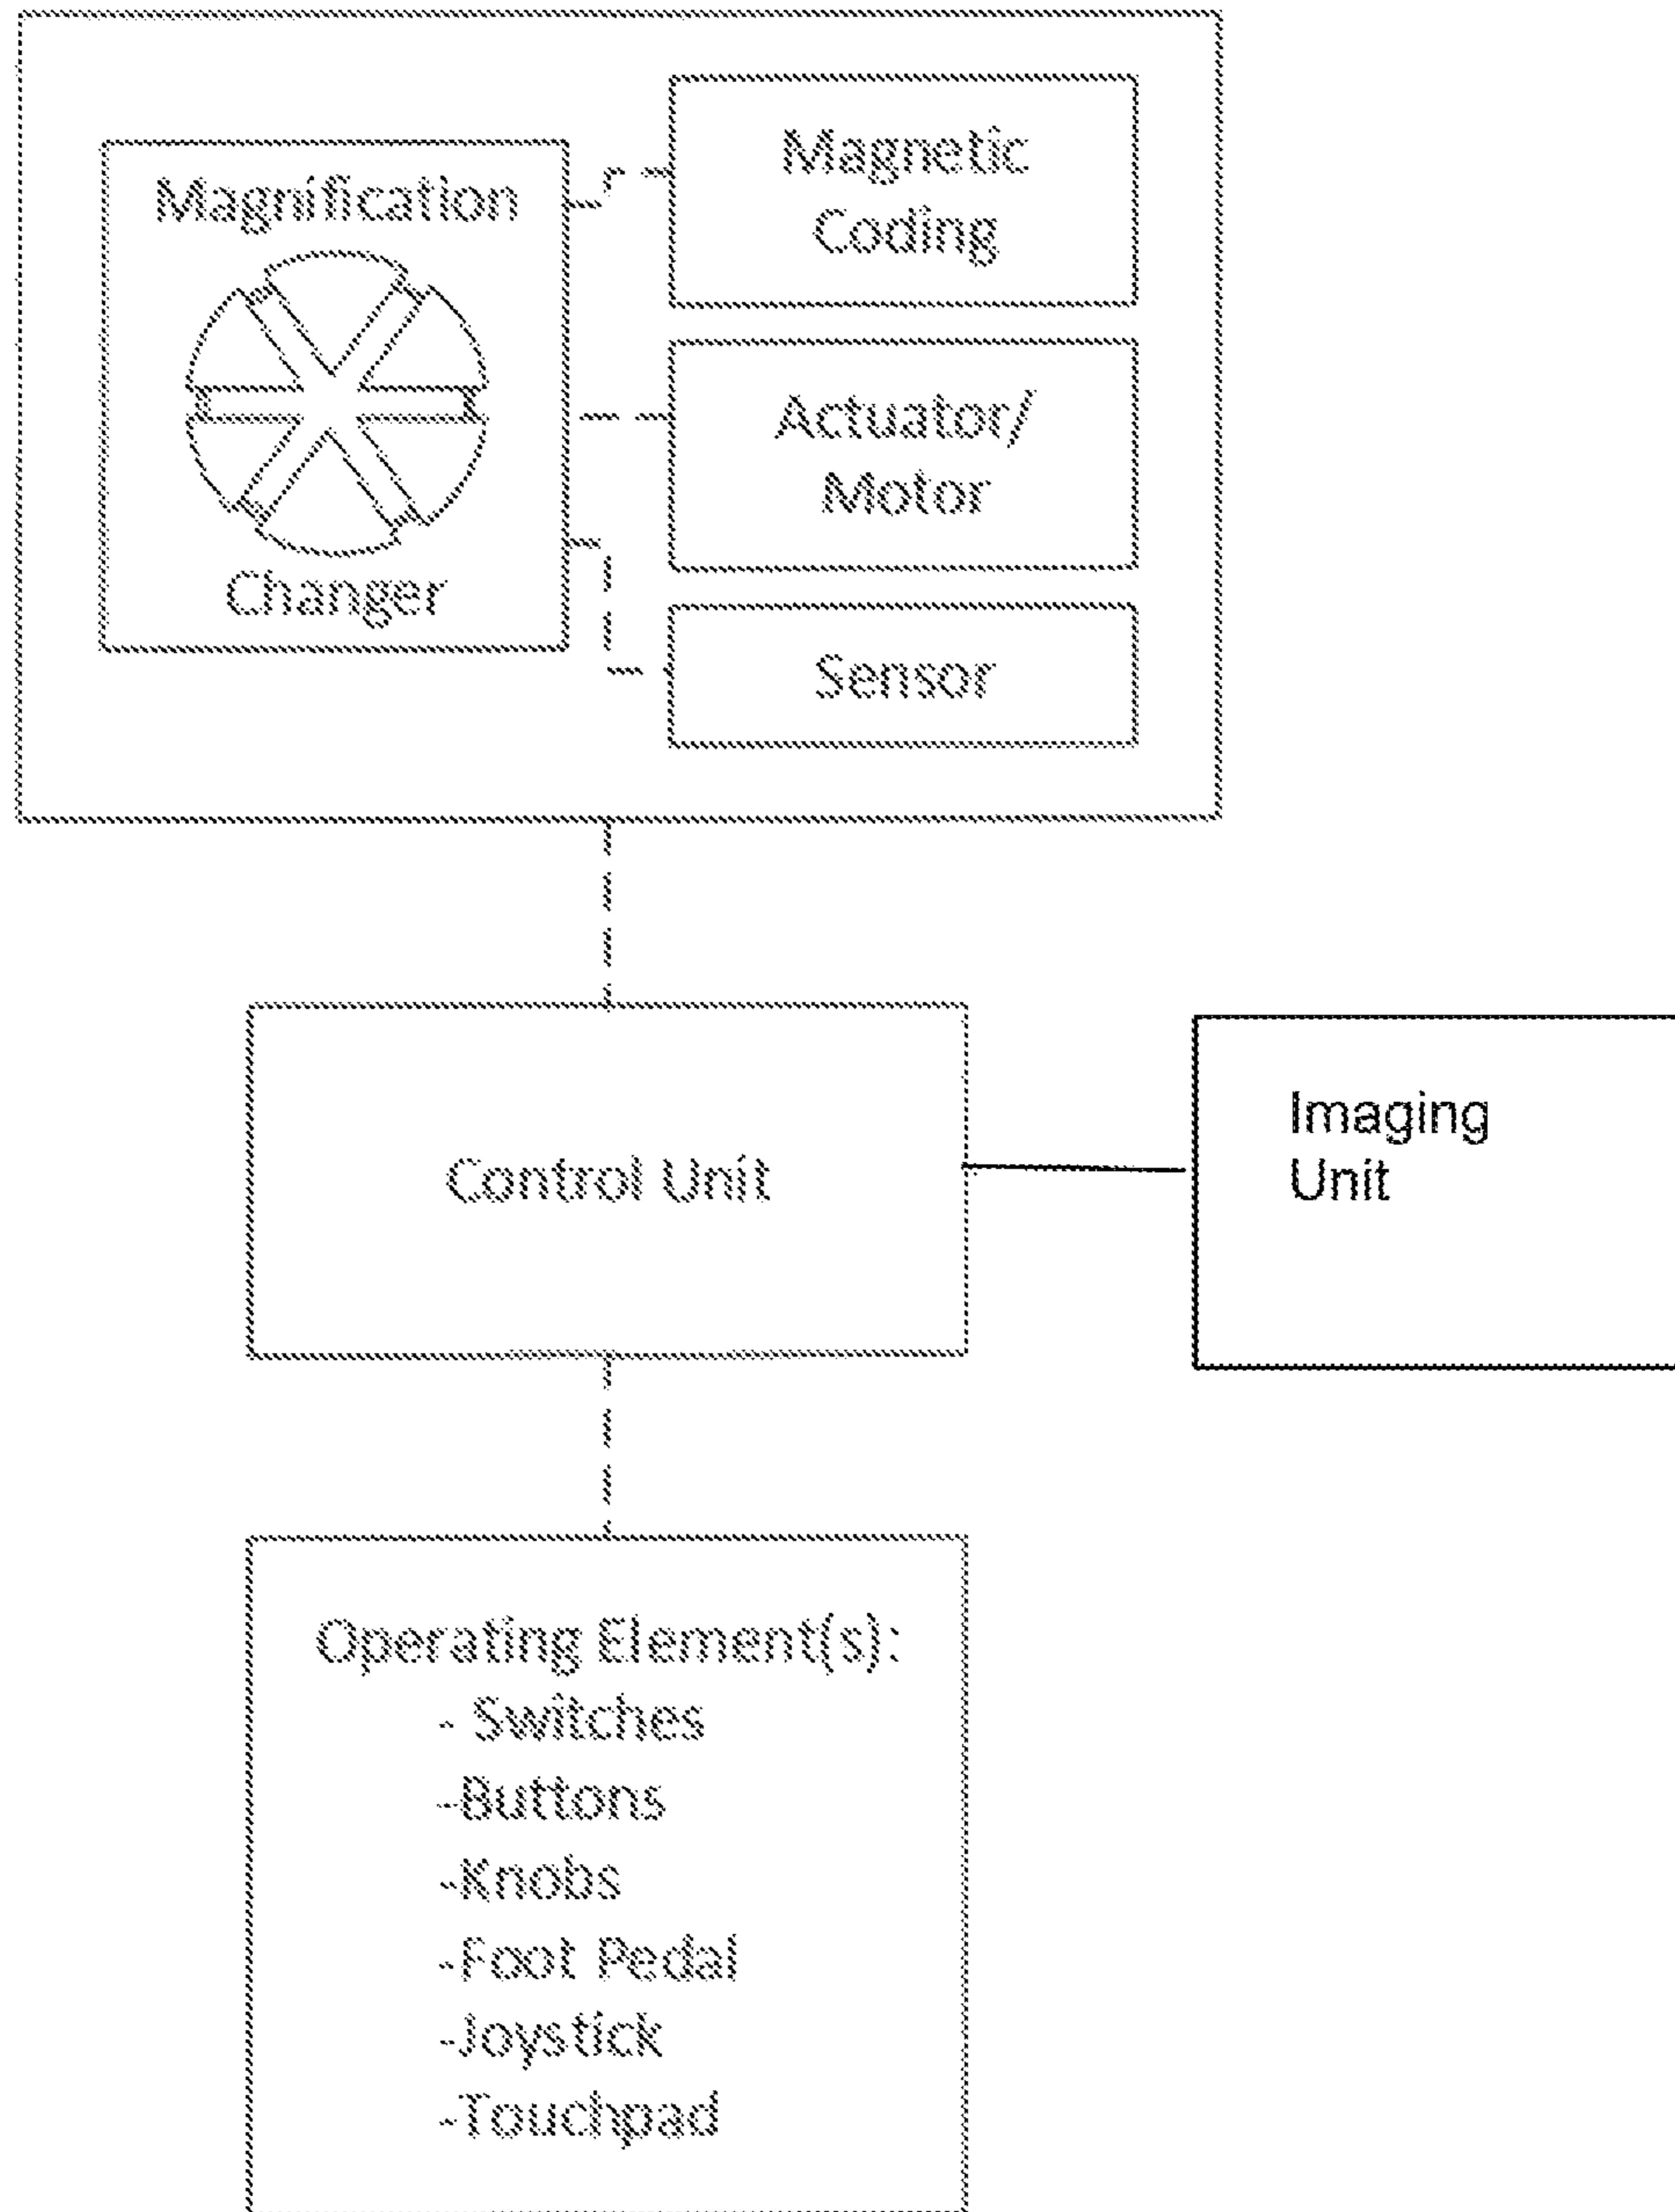 Magnification
Changer
Magnetic
Coding
Actuator/
Motor
Sensor
Control Unit
Imaging
Unit
Operating Element(s):
- Switches
-Buttons
-Knobs
-Foot Pedal
-Joystick
-Touchpad